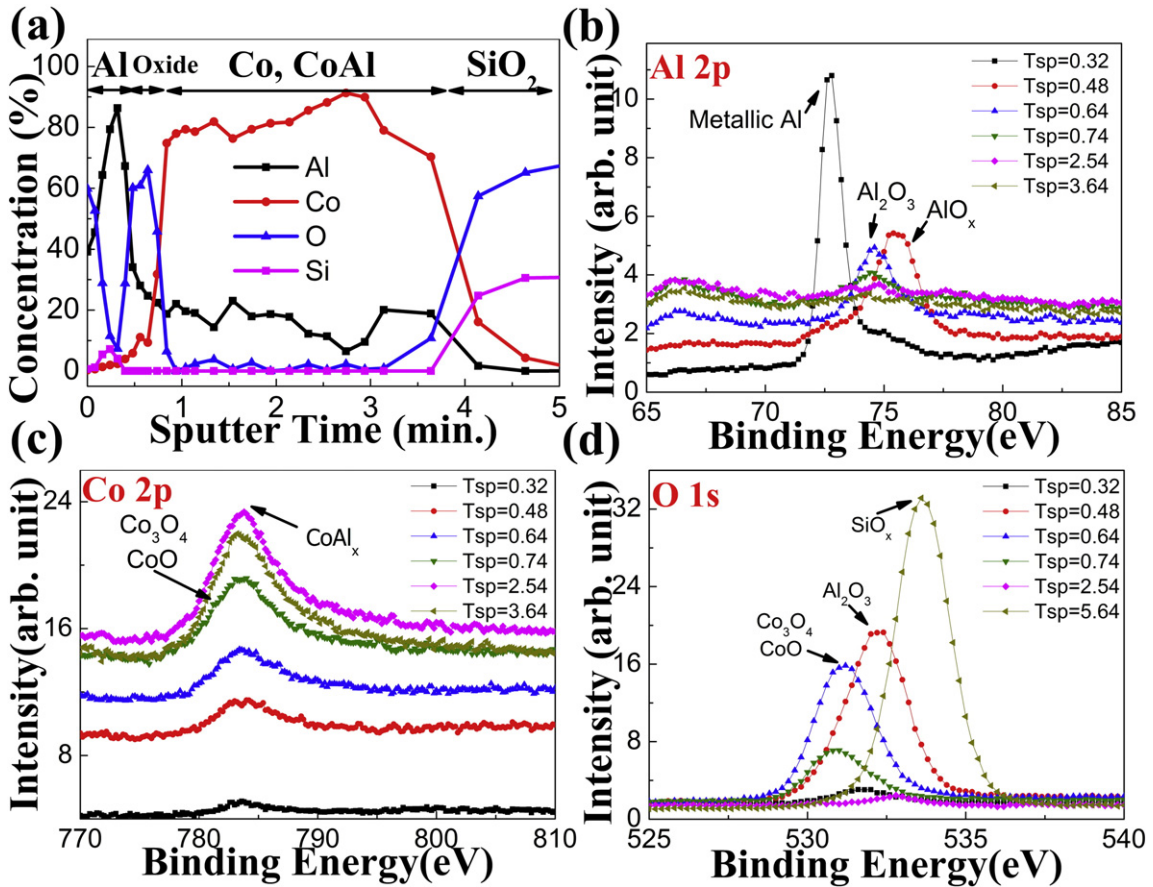 (a)
Al Oxide Co, CoAl SiO2
100
80
60
40
20
0
Al
Co
O
Si
0 1 2 3 4 5
Sputter Time (min.)
Concentration (%)
(b)
Al 2p
Metallic Al
Al2O3
AlOx
Tsp=0.32
Tsp=0.48
Tsp=0.64
Tsp=0.74
Tsp=2.54
Tsp=3.64
10
8
6
4
2
0
65 70 75 80 85
Binding Energy(eV)
Intensity (arb. unit)
(c)
Co 2p
Co3O4
CoO
CoAlx
Tsp=0.32
Tsp=0.48
Tsp=0.64
Tsp=0.74
Tsp=2.54
Tsp=3.64
24
16
8
770 780 790 800 810
Binding Energy(eV)
Intensity(arb. unit)
(d)
O 1s
SiOx
Al2O3
Co3O4
CoO
Tsp=0.32
Tsp=0.48
Tsp=0.64
Tsp=0.74
Tsp=2.54
Tsp=5.64
32
24
16
8
0
525 530 535 540
Binding Energy(eV)
Intensity (arb. unit)